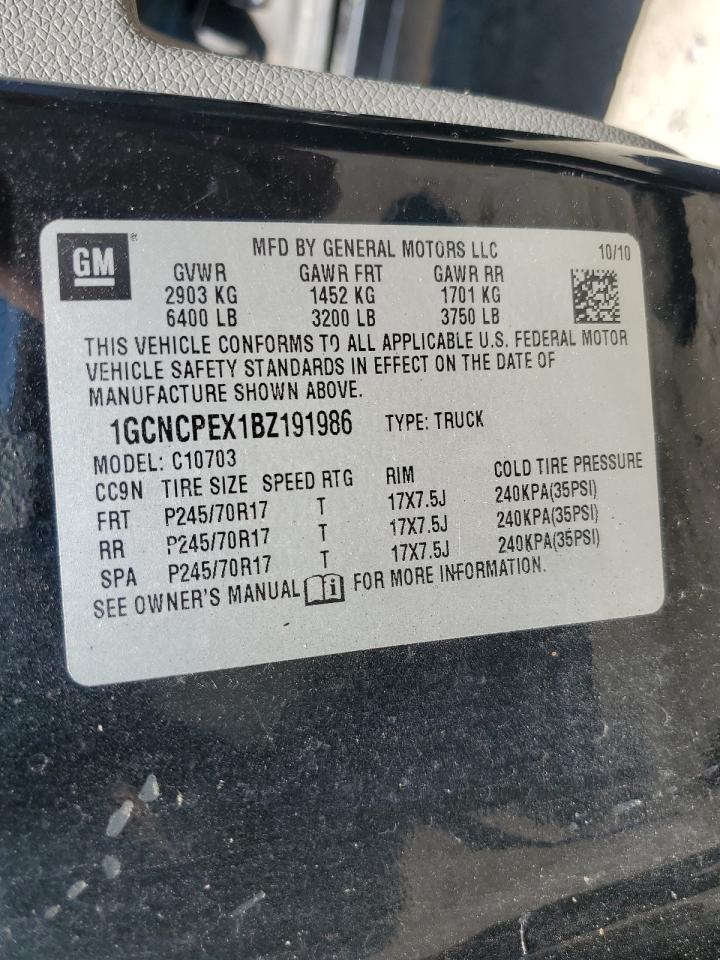 GM ® MFD BY GENERAL MOTORS LLC 10/10
GVWR GAWR FRT GAWR RR
2903 KG 1452 KG 1701 KG
6400 LB 3200 LB 3750 LB
THIS VEHICLE CONFORMS TO ALL APPLICABLE U.S. FEDERAL MOTOR
VEHICLE SAFETY STANDARDS IN EFFECT ON THE DATE OF
MANUFACTURE SHOWN ABOVE.
1GCNCPEX1BZ191986 TYPE: TRUCK
MODEL: C10703
CC9N TIRE SIZE SPEED RTG RIM COLD TIRE PRESSURE
FRT P245/70R17 T 17X7.5J 240KPA(35PSI)
RR P245/70R17 T 17X7.5J 240KPA(35PSI)
SPA P245/70R17 T 17X7.5J 240KPA(35PSI)
SEE OWNER'S MANUAL i FOR MORE INFORMATION.